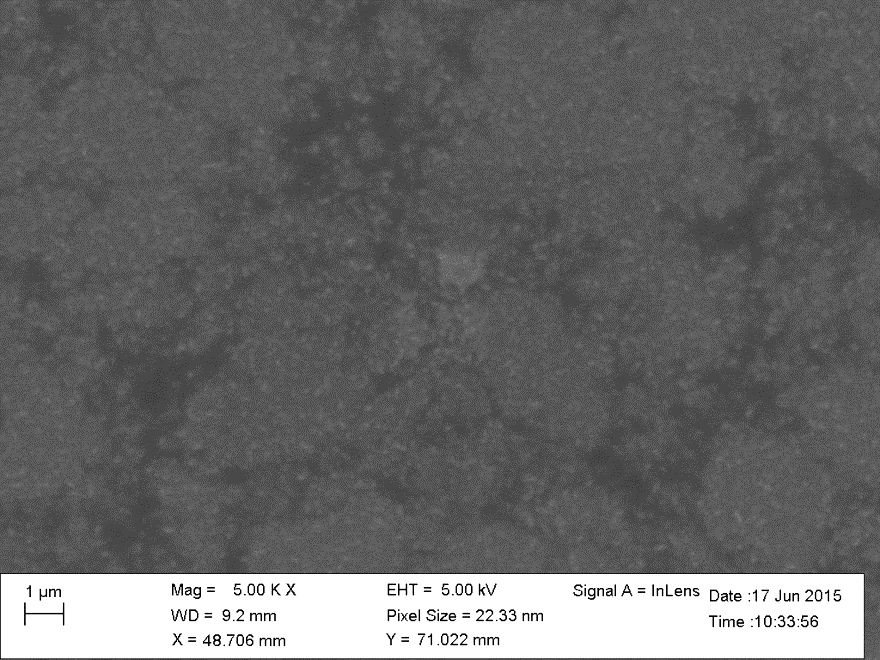 1 µm
Mag = 5.00 K X
EHT = 5.00 kV
Signal A = InLens
Date :17 Jun 2015
WD = 9.2 mm
Pixel Size = 22.33 nm
Time :10:33:56
X = 48.706 mm
Y = 71.022 mm